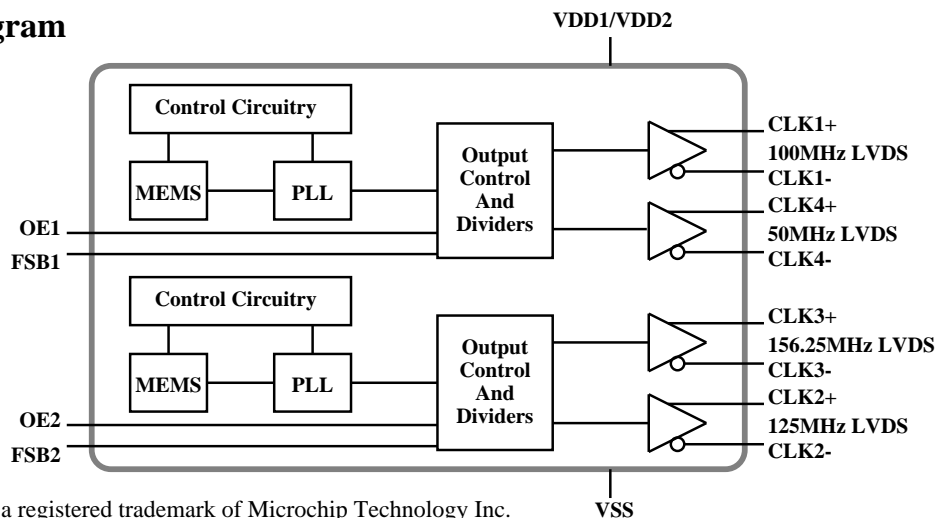 gram
VDD1/VDD2
Control Circuitry
MEMS
PLL
Output
Control
And
Dividers
CLK1+
100MHz LVDS
CLK1-
CLK4+
50MHz LVDS
CLK4-
OE1
FSB1
Control Circuitry
MEMS
PLL
Output
Control
And
Dividers
CLK3+
156.25MHz LVDS
CLK3-
CLK2+
125MHz LVDS
CLK2-
OE2
FSB2
a registered trademark of Microchip Technology Inc.
VSS